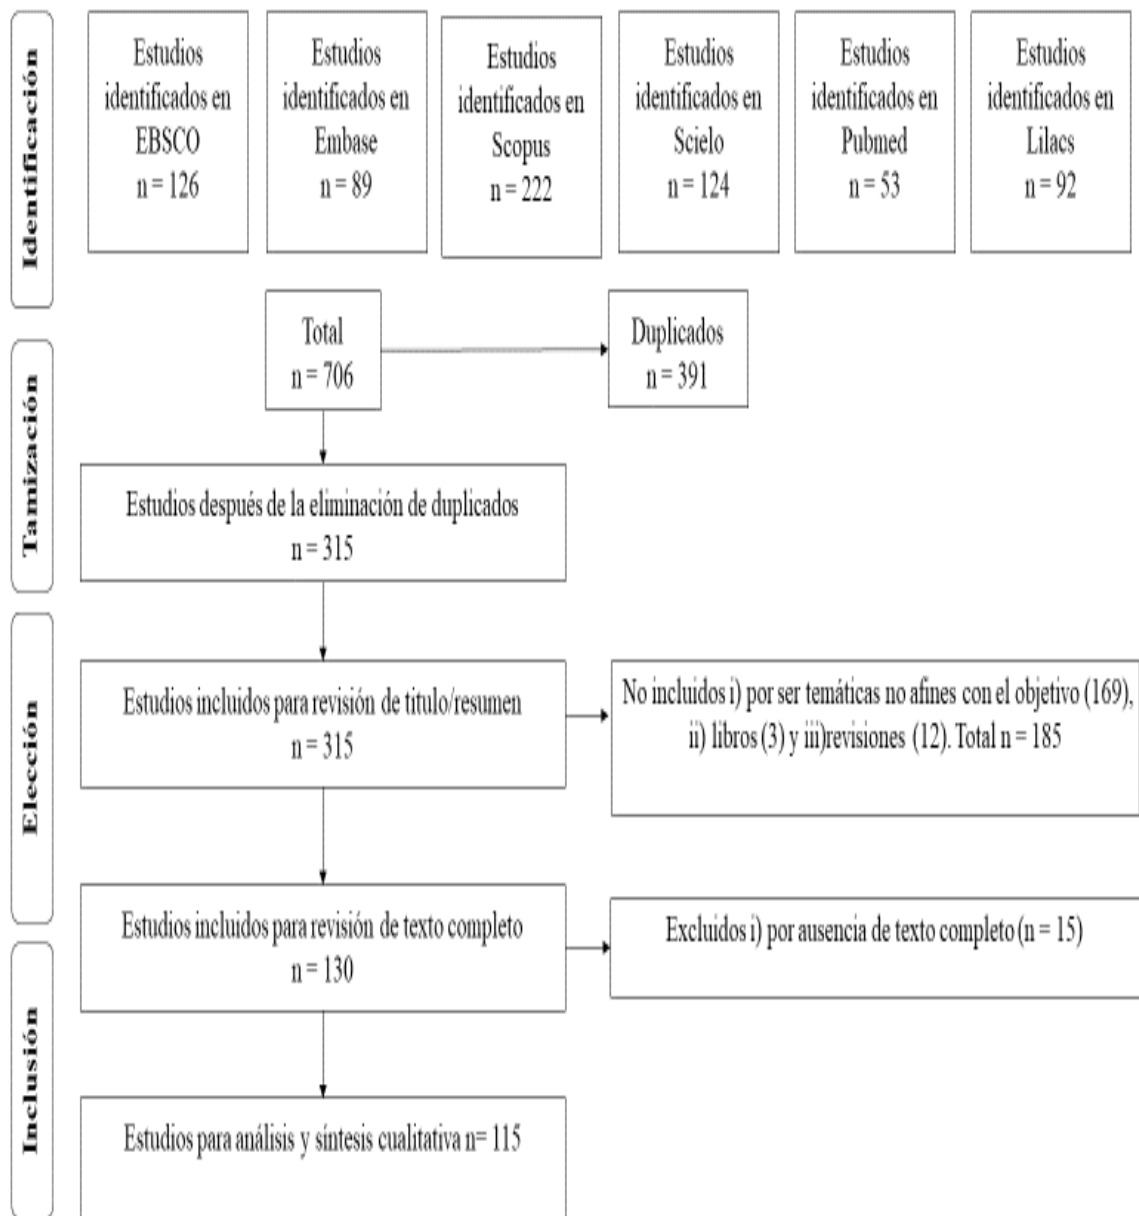 Identificación
Estudios
identificados en
EBSCO
n = 126
Estudios
identificados en
Embase
n = 89
Estudios
identificados en
Scopus
n = 222
Estudios
identificados en
Scielo
n = 124
Estudios
identificados en
Pubmed
n = 53
Estudios
identificados en
Lilacs
n = 92
Tamización
Total
n = 706
Duplicados
n = 391
Estudios después de la eliminación de duplicados
n = 315
Elección
Estudios incluidos para revisión de titulo/resumen
n = 315
No incluidos i) por ser temáticas no afines con el objetivo (169),
ii) libros (3) y iii)revisiones (12). Total n = 185
Estudios incluidos para revisión de texto completo
n = 130
Excluidos i) por ausencia de texto completo (n = 15)
Inclusión
Estudios para análisis y síntesis cualitativa n= 115